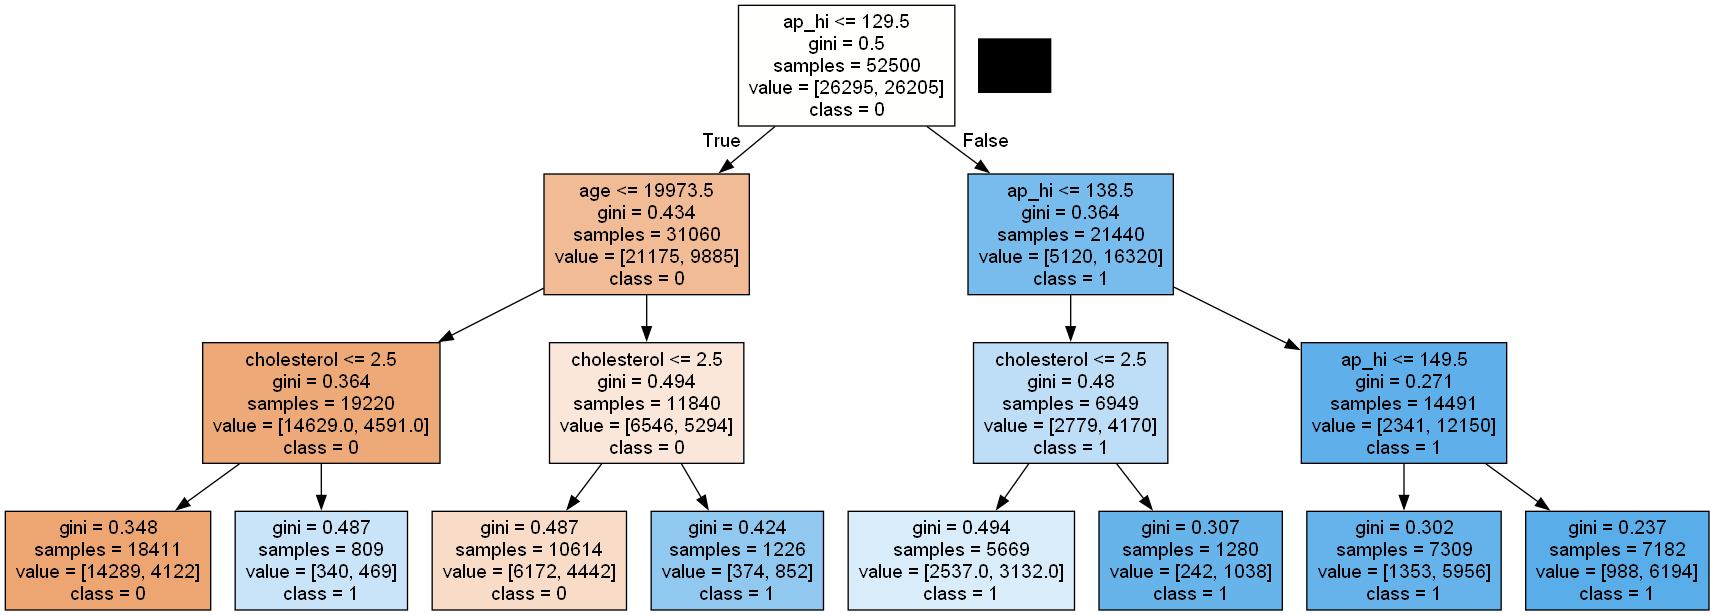 ap_hi <= 129.5
gini = 0.5
samples = 52500
value = [26295, 26205]
class = 0
True
False
age <= 19973.5
gini = 0.434
samples = 31060
value = [21175, 9885]
class = 0
ap_hi <= 138.5
gini = 0.364
samples = 21440
value = [5120, 16320]
class = 1
cholesterol <= 2.5
gini = 0.364
samples = 19220
value = [14629.0, 4591.0]
class = 0
cholesterol <= 2.5
gini = 0.494
samples = 11840
value = [6546, 5294]
class = 0
cholesterol <= 2.5
gini = 0.48
samples = 6949
value = [2779, 4170]
class = 1
ap_hi <= 149.5
gini = 0.271
samples = 14491
value = [2341, 12150]
class = 1
gini = 0.348
samples = 18411
value = [14289, 4122]
class = 0
gini = 0.487
samples = 809
value = [340, 469]
class = 1
gini = 0.487
samples = 10614
value = [6172, 4442]
class = 0
gini = 0.424
samples = 1226
value = [374, 852]
class = 1
gini = 0.494
samples = 5669
value = [2537.0, 3132.0]
class = 1
gini = 0.307
samples = 1280
value = [242, 1038]
class = 1
gini = 0.302
samples = 7309
value = [1353, 5956]
class = 1
gini = 0.237
samples = 7182
value = [988, 6194]
class = 1